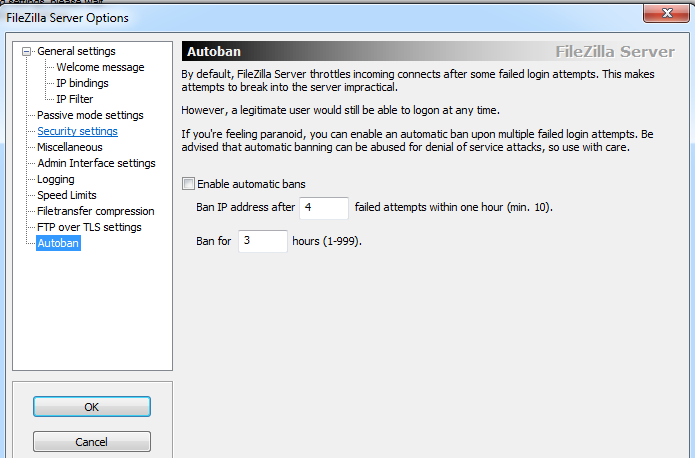 settings, please wait
FileZilla Server Options
General settings
Welcome message
IP bindings
IP Filter
Passive mode settings
Security settings
Miscellaneous
Admin Interface settings
Logging
Speed Limits
Filetransfer compression
FTP over TLS settings
Autoban
OK
Cancel
Autoban
FileZilla Server
By default, FileZilla Server throttles incoming connects after some failed login attempts. This makes
attempts to break into the server impractical.
However, a legitimate user would still be able to logon at any time.
If you're feeling paranoid, you can enable an automatic ban upon multiple failed login attempts. Be
advised that automatic banning can be abused for denial of service attacks, so use with care.
Enable automatic bans
Ban IP address after 4 failed attempts within one hour (min. 10).
Ban for 3 hours (1-999).